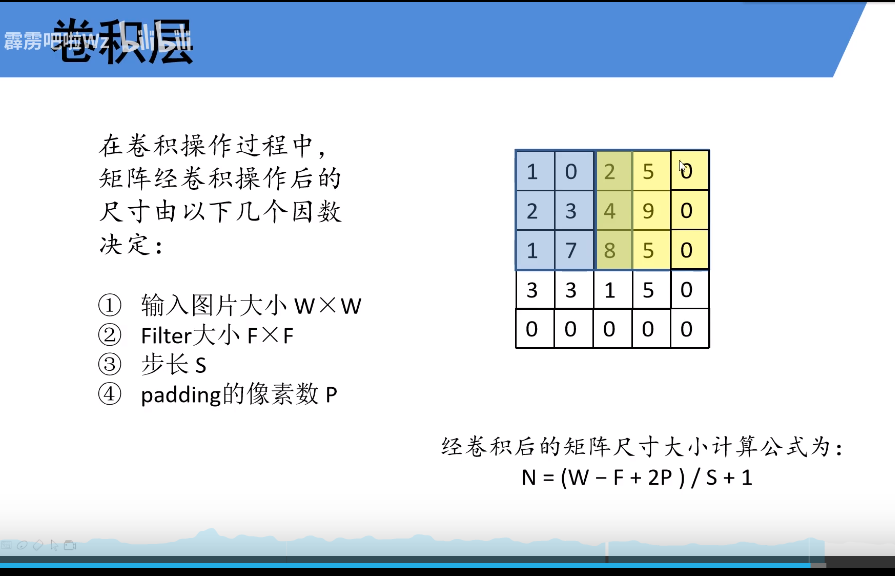 卷积层
霹雳吧啦Wz bilibili
在卷积操作过程中，
矩阵经卷积操作后的
尺寸由以下几个因数
决定：
① 输入图片大小 W×W
② Filter大小 F×F
③ 步长 S
④ padding的像素数 P
1 0 2 5 0
2 3 4 9 0
1 7 8 5 0
3 3 1 5 0
0 0 0 0 0
经卷积后的矩阵尺寸大小计算公式为：
N = (W − F + 2P ) / S + 1